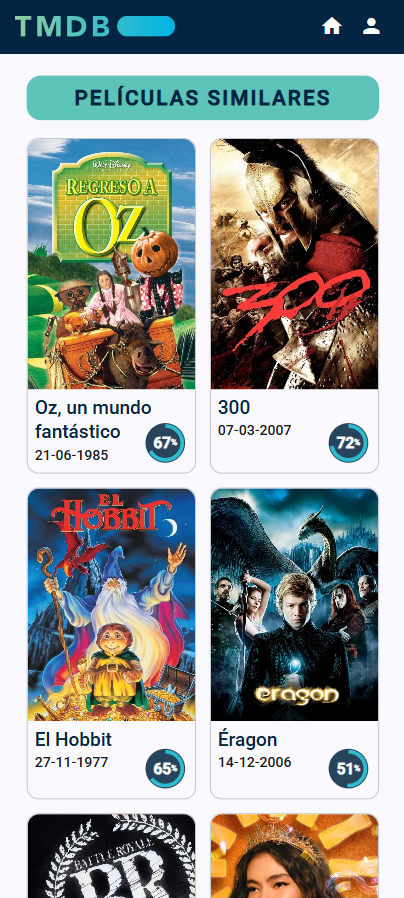 TMDB
PELÍCULAS SIMILARES
Walt Disney
REGRESO A
OZ
300
Oz, un mundo
fantástico
21-06-1985
67%
300
07-03-2007
72%
EL
HOBBIT
eragon
El Hobbit
27-11-1977
65%
Éragon
14-12-2006
51%
BATTLE ROYALE
BR